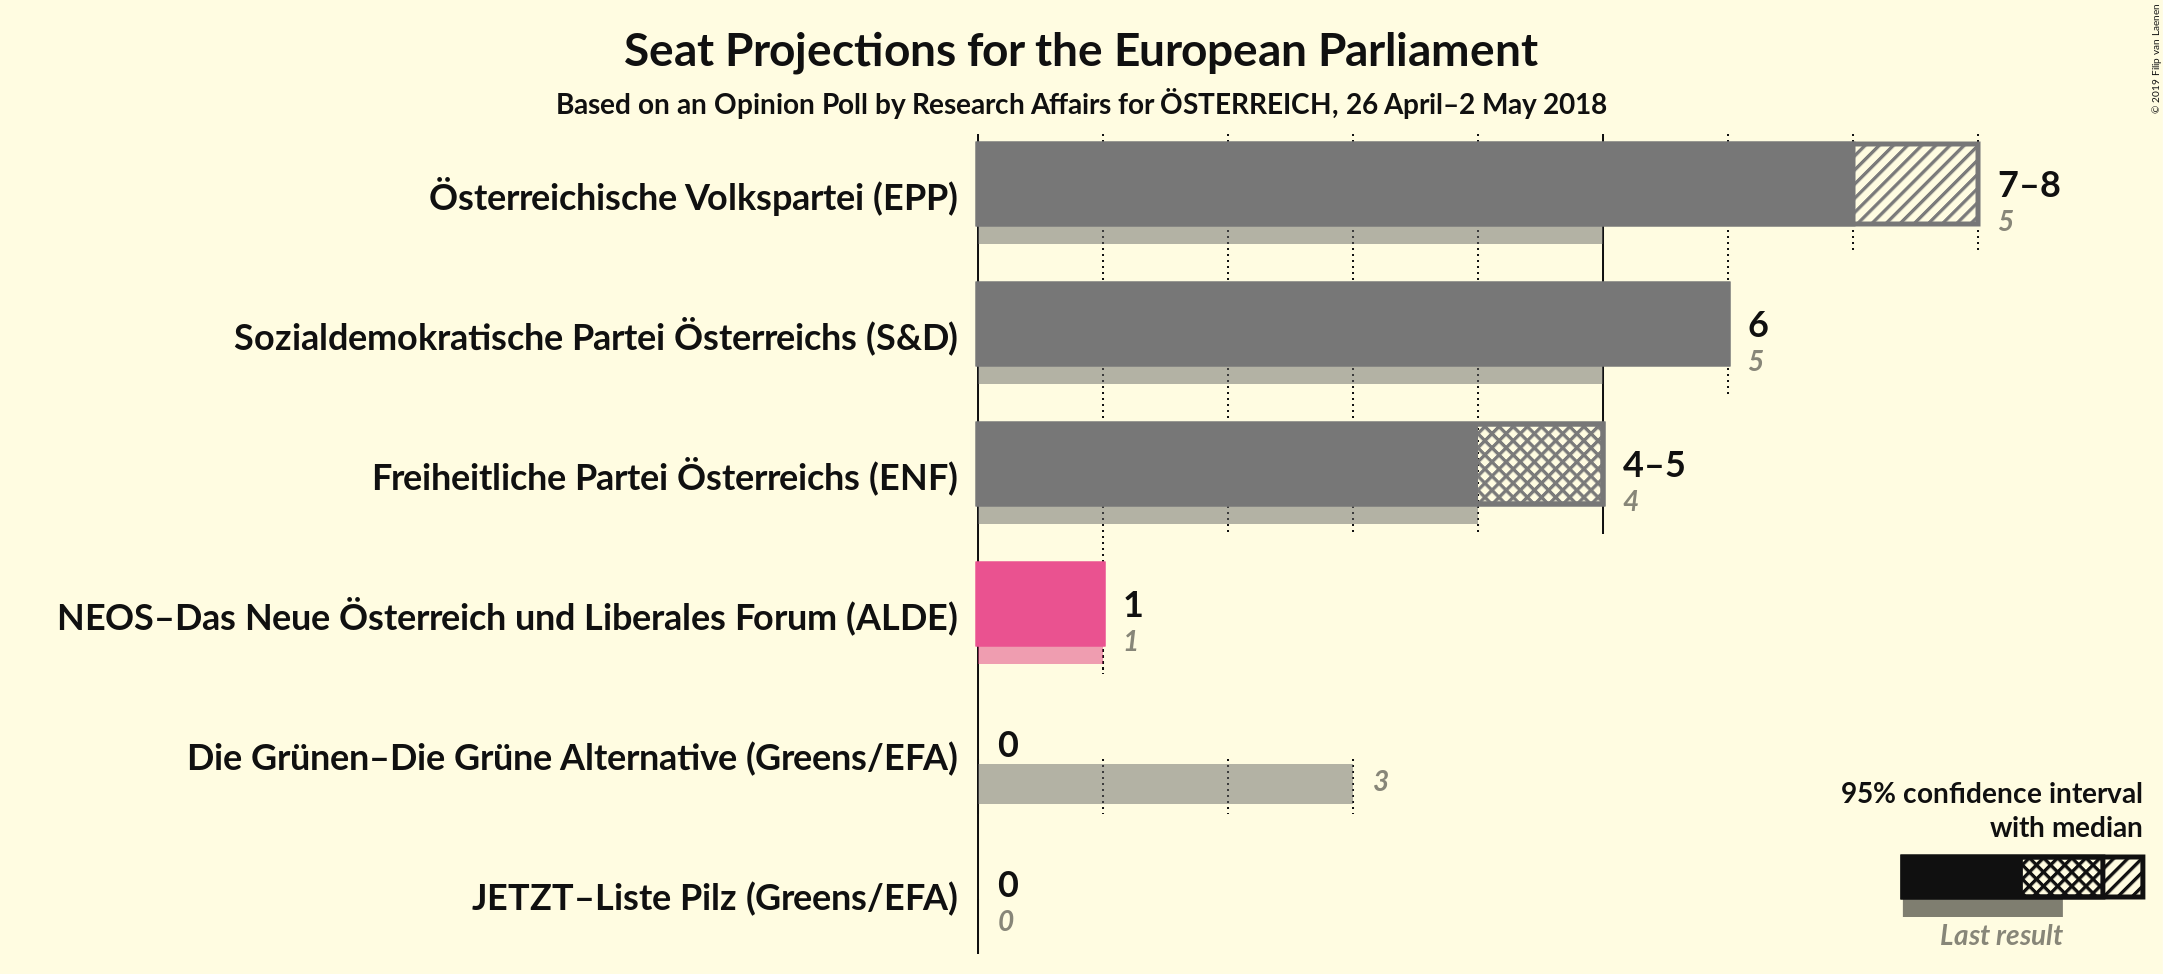 Seat Projections for the European Parliament
Based on an Opinion Poll by Research Affairs for ÖSTERREICH, 26 April–2 May 2018
© 2019 Filip van Laenen
Österreichische Volkspartei (EPP)
7–8
5
Sozialdemokratische Partei Österreichs (S&D)
6
5
Freiheitliche Partei Österreichs (ENF)
4–5
4
NEOS–Das Neue Österreich und Liberales Forum (ALDE)
1
1
Die Grünen–Die Grüne Alternative (Greens/EFA)
0
3
JETZT–Liste Pilz (Greens/EFA)
0
0
95% confidence interval
with median
Last result